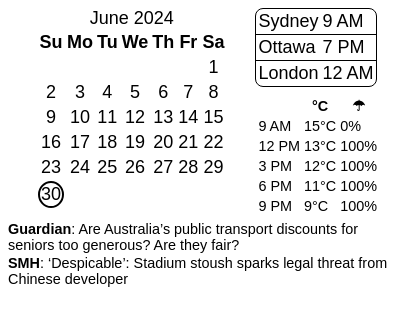 June 2024
Su Mo Tu We Th Fr Sa
1
2 3 4 5 6 7 8
9 10 11 12 13 14 15
16 17 18 19 20 21 22
23 24 25 26 27 28 29
30
Sydney 9 AM
Ottawa 7 PM
London 12 AM
°C ☂
9 AM 15°C 0%
12 PM 13°C 100%
3 PM 12°C 100%
6 PM 11°C 100%
9 PM 9°C 100%
Guardian: Are Australia’s public transport discounts for
seniors too generous? Are they fair?
SMH: ‘Despicable’: Stadium stoush sparks legal threat from
Chinese developer